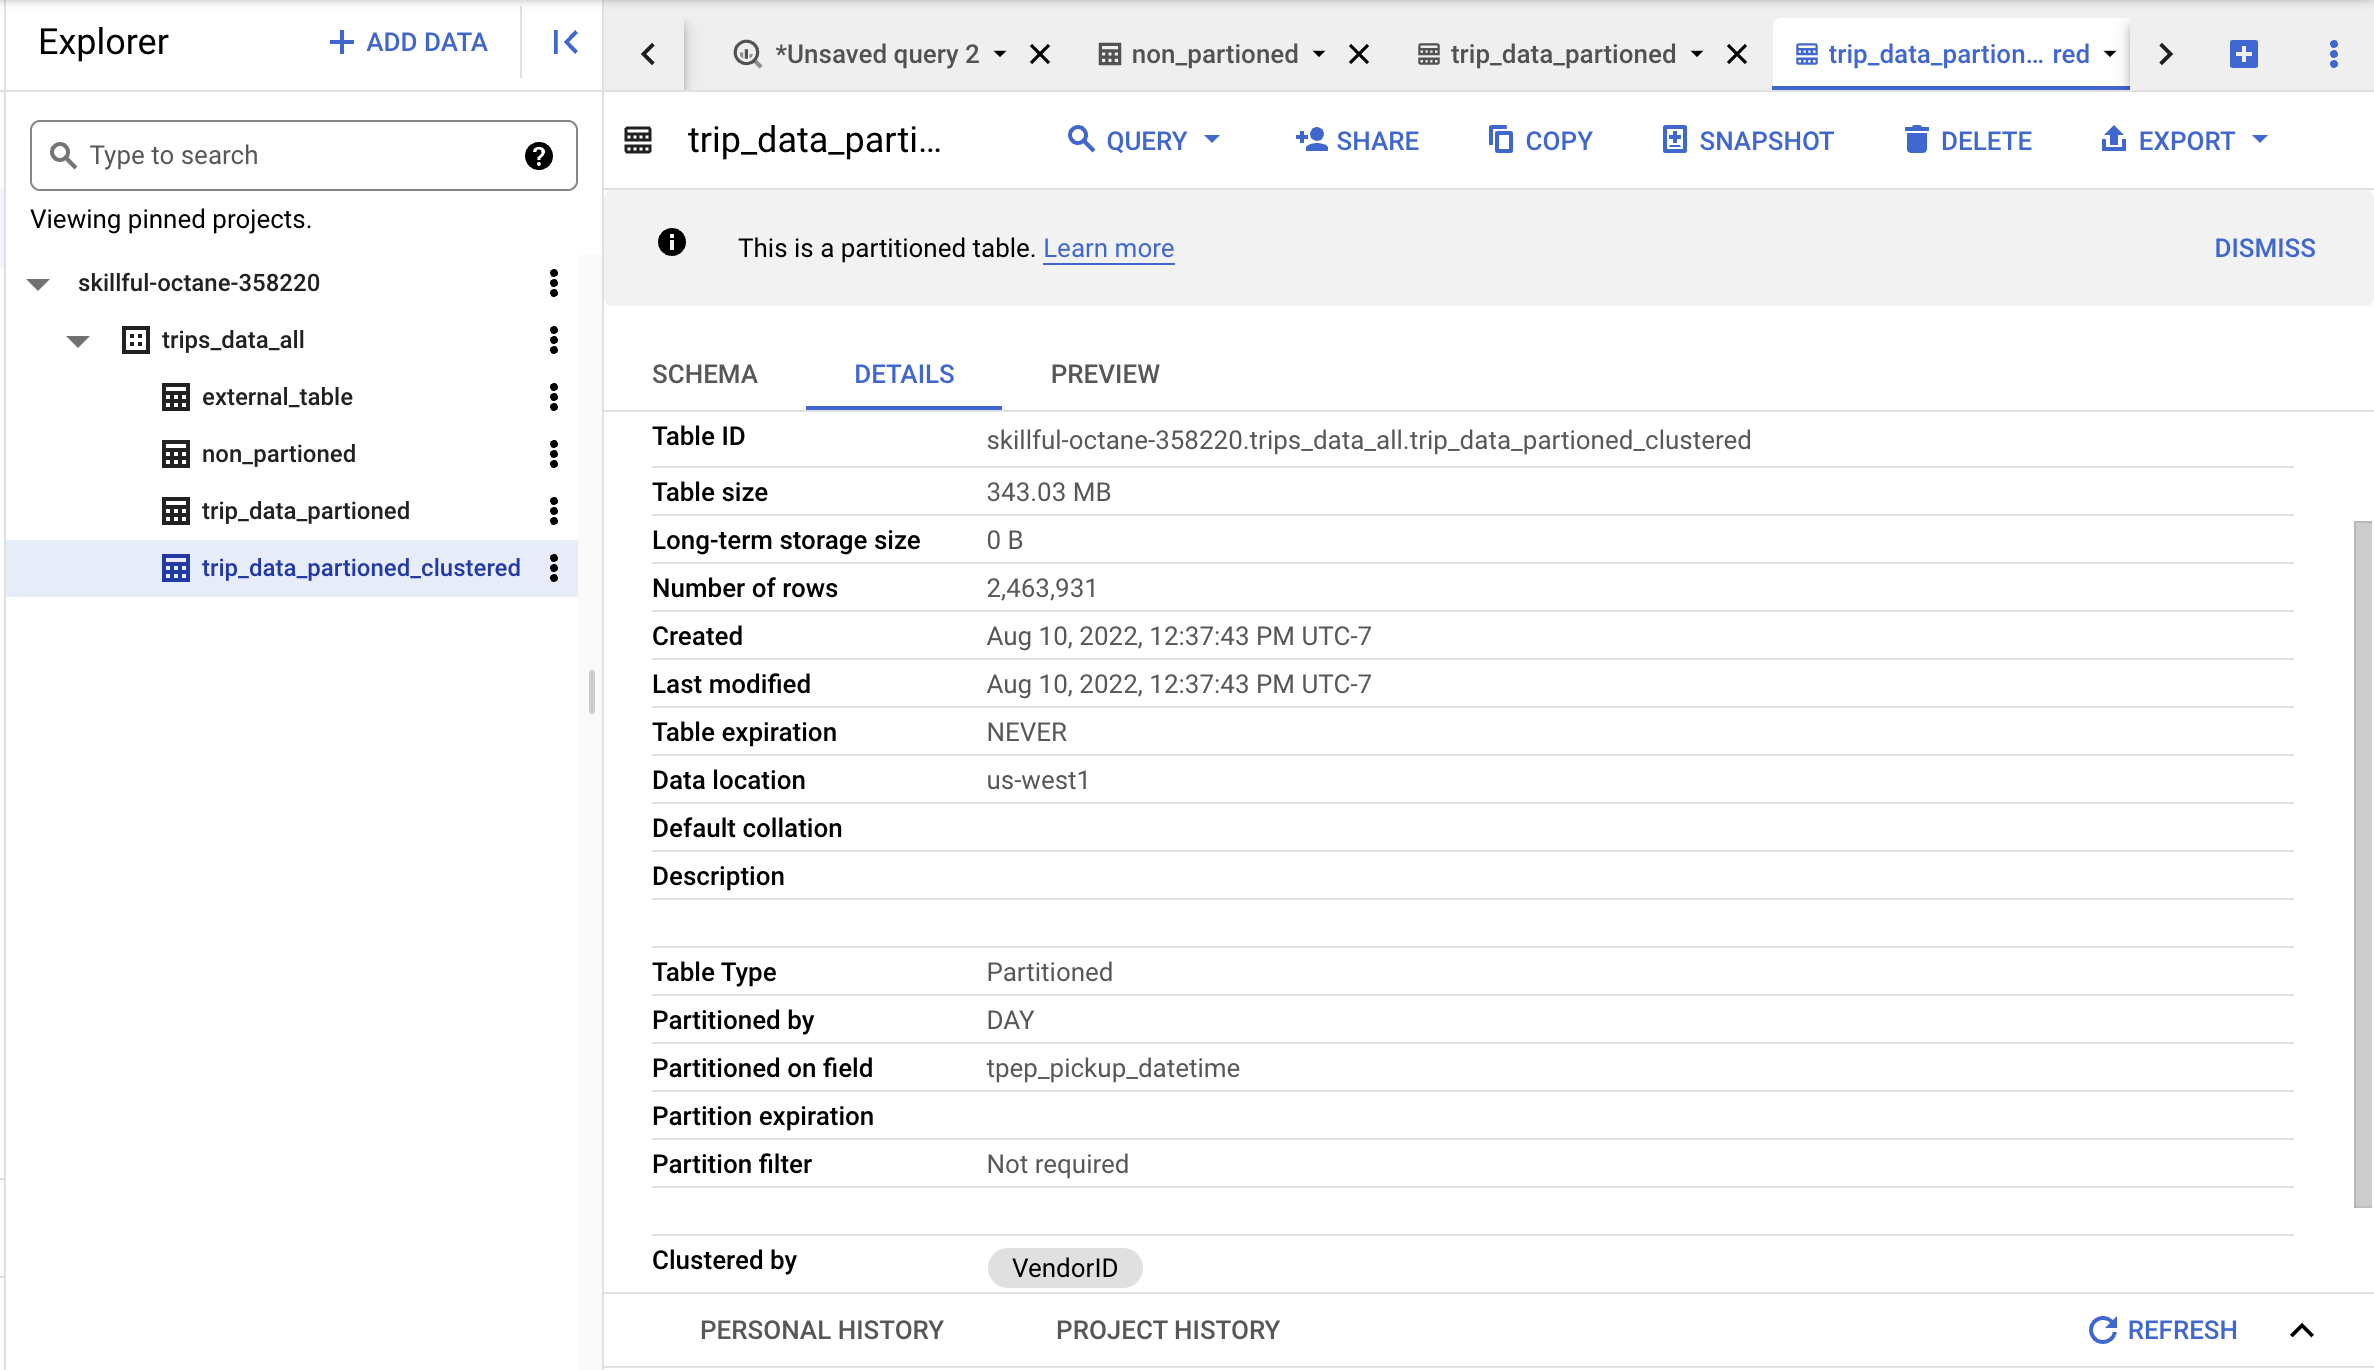 Explorer
ADD DATA
Type to search
Viewing pinned projects.
skillful-octane-358220
trips_data_all
external_table
non_partioned
trip_data_partioned
trip_data_partioned_clustered
*Unsaved query 2
non_partioned
trip_data_partioned
trip_data_partion... red
trip_data_parti...
QUERY
SHARE
COPY
SNAPSHOT
DELETE
EXPORT
This is a partitioned table. Learn more
DISMISS
SCHEMA
DETAILS
PREVIEW
Table ID skillful-octane-358220.trips_data_all.trip_data_partioned_clustered
Table size 343.03 MB
Long-term storage size 0 B
Number of rows 2,463,931
Created Aug 10, 2022, 12:37:43 PM UTC-7
Last modified Aug 10, 2022, 12:37:43 PM UTC-7
Table expiration NEVER
Data location us-west1
Default collation
Description
Table Type Partitioned
Partitioned by DAY
Partitioned on field tpep_pickup_datetime
Partition expiration
Partition filter Not required
Clustered by VendorID
PERSONAL HISTORY
PROJECT HISTORY
REFRESH